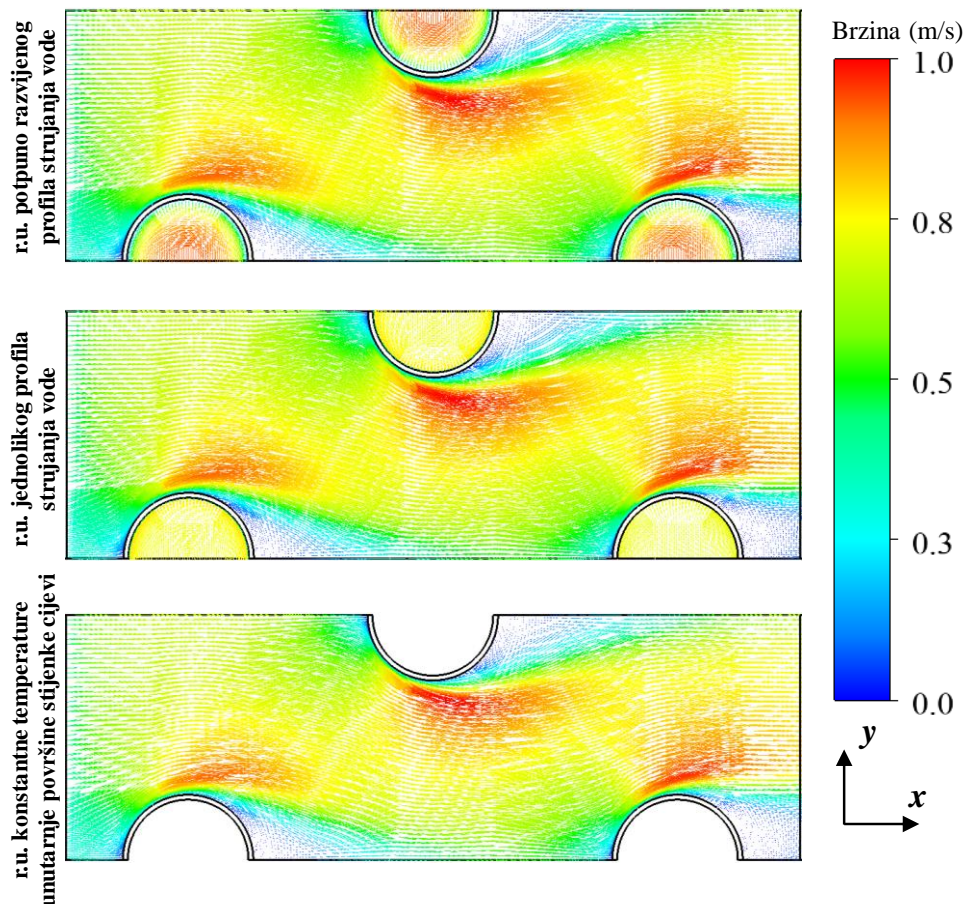 r.u. potpuno razvijenog
profila strujanja vode
r.u. jednolikog profila
strujanja vode
r.u. konstantne temperature
unutarnje površine stijenke cijevi
Brzina (m/s)
1.0
0.8
0.5
0.3
0.0
y
x